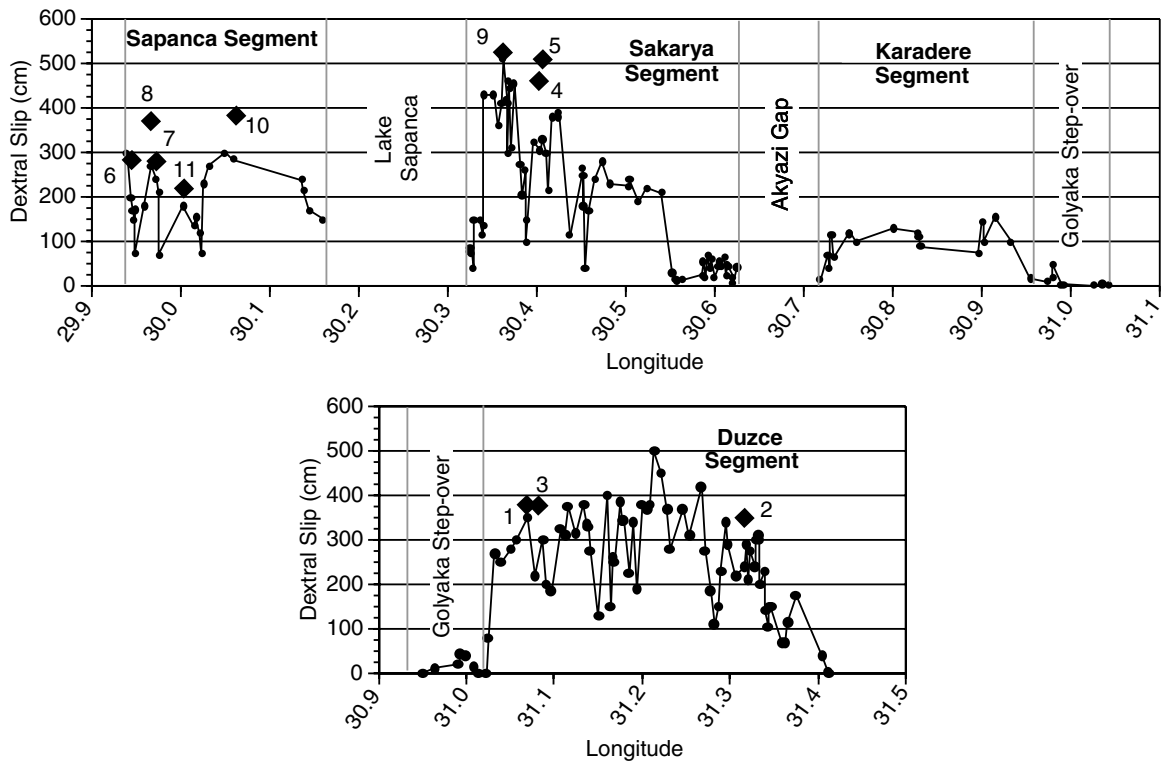 600
500
400
300
200
100
0
Dextral Slip (cm)
Sapanca Segment
Lake
Sapanca
Sakarya
Segment
Akyazi Gap
Karadere
Segment
Golyaka Step-over
6
8
7
11
10
9
5
4
29.9
30.0
30.1
30.2
30.3
30.4
30.5
30.6
30.7
30.8
30.9
31.0
31.1
Longitude
600
500
400
300
200
100
0
Dextral Slip (cm)
Golyaka Step-over
Duzce
Segment
1
3
2
30.9
31.0
31.1
31.2
31.3
31.4
31.5
Longitude